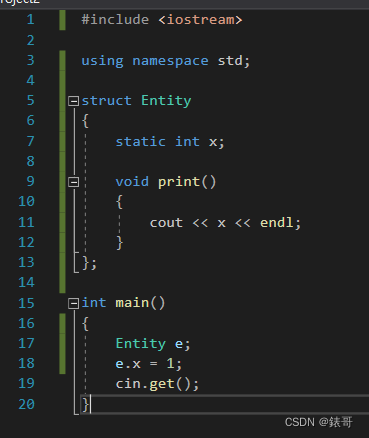 1 #include <iostream>
2
3 using namespace std;
4
5 struct Entity
6 {
7     static int x;
8
9     void print()
10     {
11         cout << x << endl;
12     }
13 };
14
15 int main()
16 {
17     Entity e;
18     e.x = 1;
19     cin.get();
20 }
CSDN @錶哥